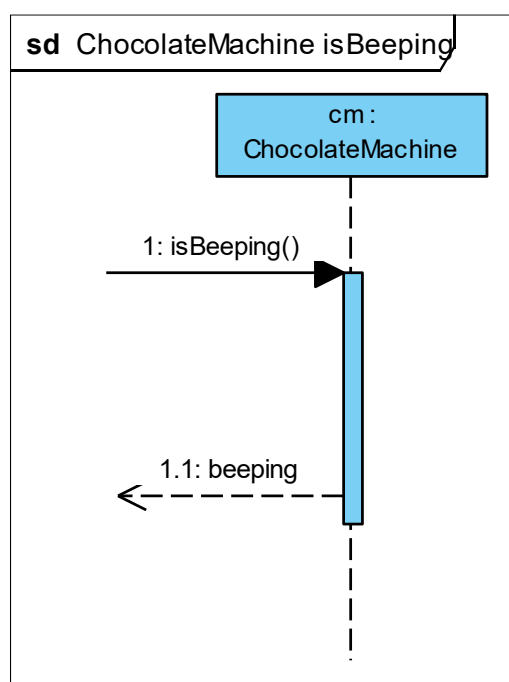 sd ChocolateMachine isBeeping
cm :
ChocolateMachine
1: isBeeping()
1.1: beeping